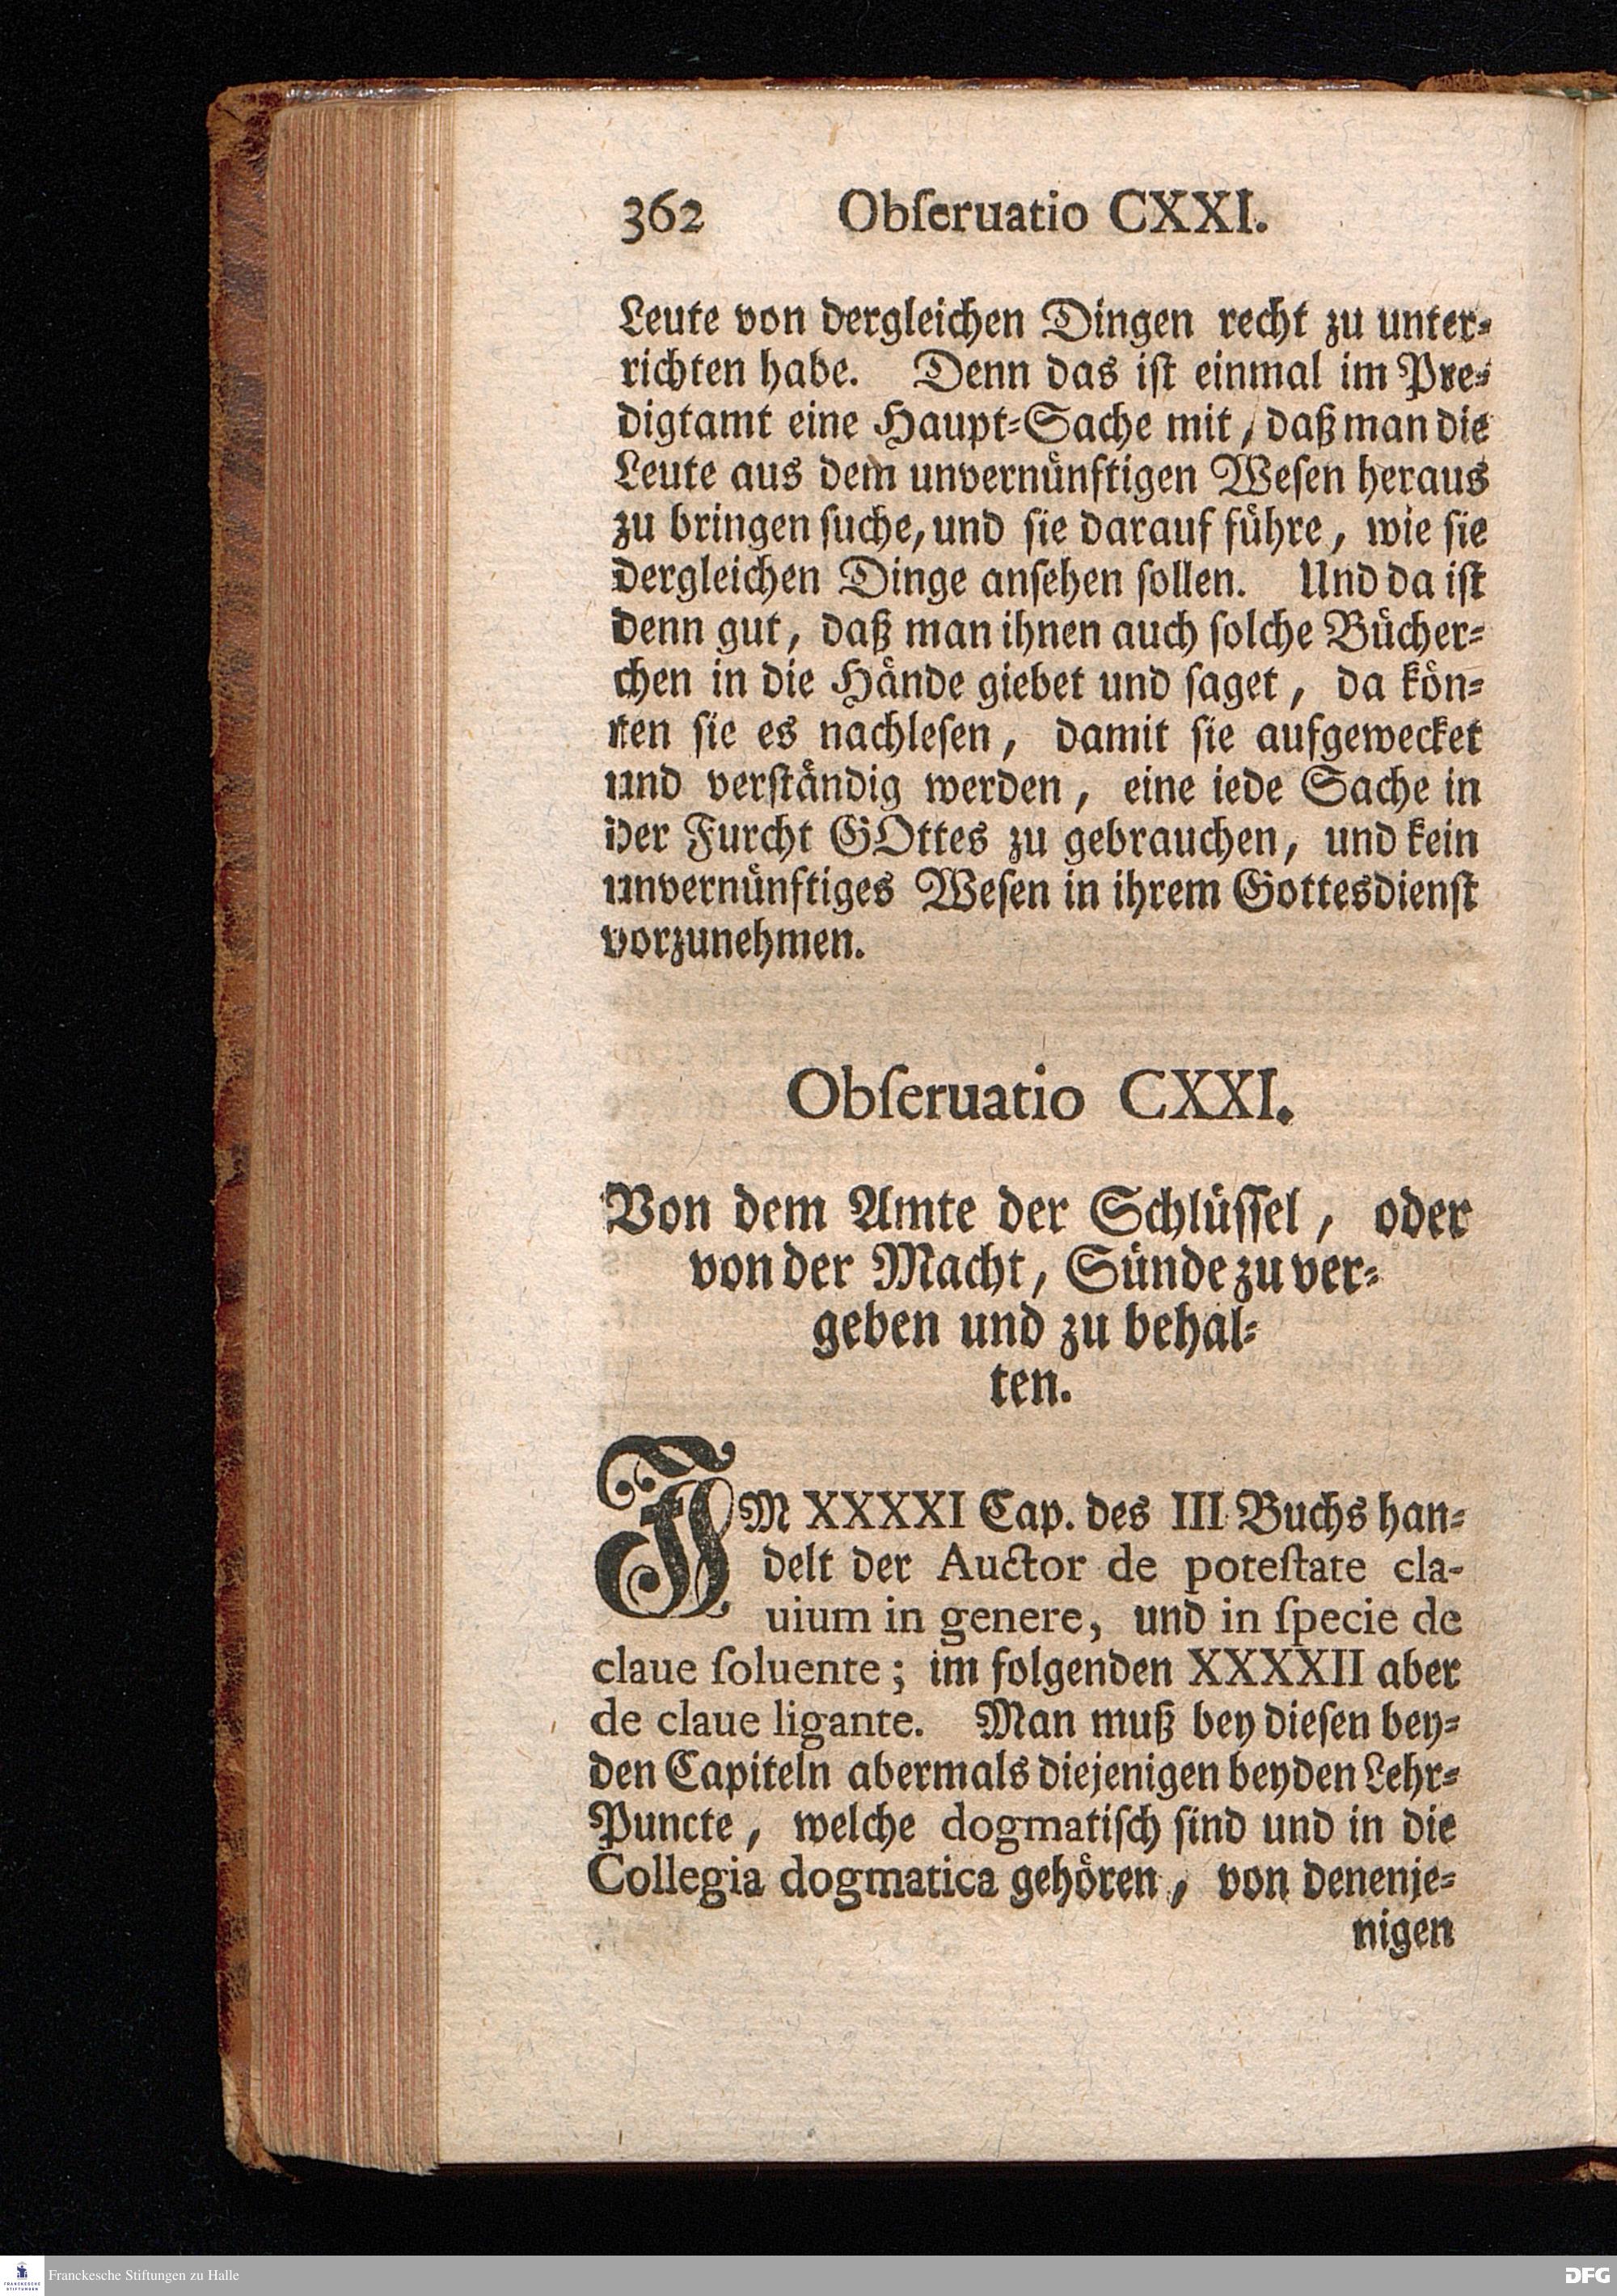 362 Obſeruatio CXXI.
Leute von dergleichen Dingen recht zu unter⸗
richten habe. Denn das iſt einmal im Pre⸗
digtamt eine Haupt⸗Sache mit, daß man die
Leute aus dem unvernünftigen Weſen heraus
zu bringen ſuche, und ſie darauf führe, wie ſie
dergleichen Dinge anſehen ſollen. Und da iſt
denn gut, daß man ihnen auch ſolche Bücher⸗
chen in die Hände giebet und ſaget, da kön⸗
ten ſie es nachleſen, damit ſie aufgewecket
und verſtändig werden, eine iede Sache in
der Furcht GOttes zu gebrauchen, und kein
unvernünftiges Weſen in ihrem Gottesdienſt
vorzunehmen.
Obſeruatio CXXI.
Von dem Amte der Schlüſſel, oder
von der Macht, Sünde zu ver⸗
geben und zu behal⸗
ten.
IM XXXXI Cap. des III Buchs han⸗
delt der Auctor de poteſtate cla-
uium in genere, und in ſpecie de
claue ſoluente; im folgenden XXXXII aber
de claue ligante. Man muß bey dieſen bey⸗
den Capiteln abermals diejenigen beyden Lehr⸗
Puncte, welche dogmatiſch ſind und in die
Collegia dogmatica gehören, von denenje⸗
nigen
Franckesche Stiftungen zu Halle
FRANCKESCHE STIFTUNGEN
DFG